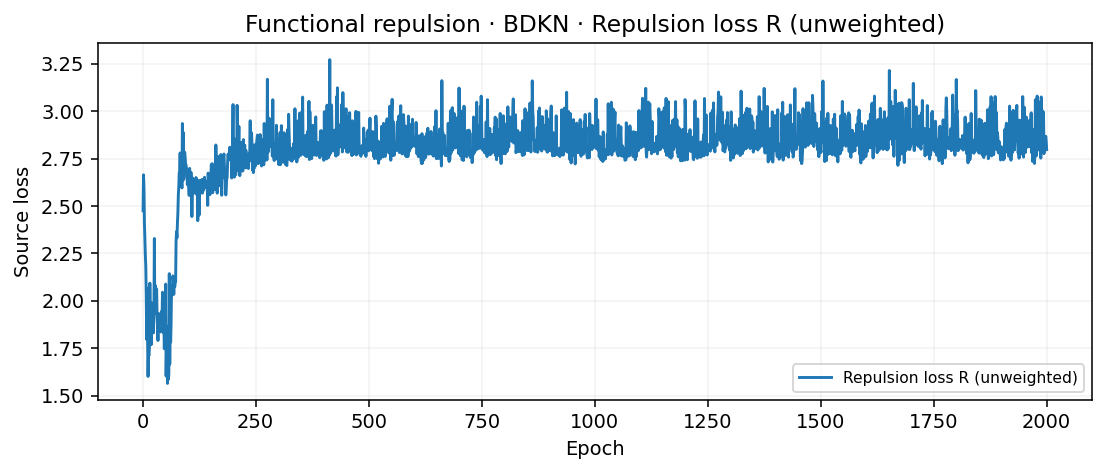 Functional repulsion · BDKN · Repulsion loss R (unweighted)
Source loss
3.25
3.00
2.75
2.50
2.25
2.00
1.75
1.50
Repulsion loss R (unweighted)
0 250 500 750 1000 1250 1500 1750 2000
Epoch